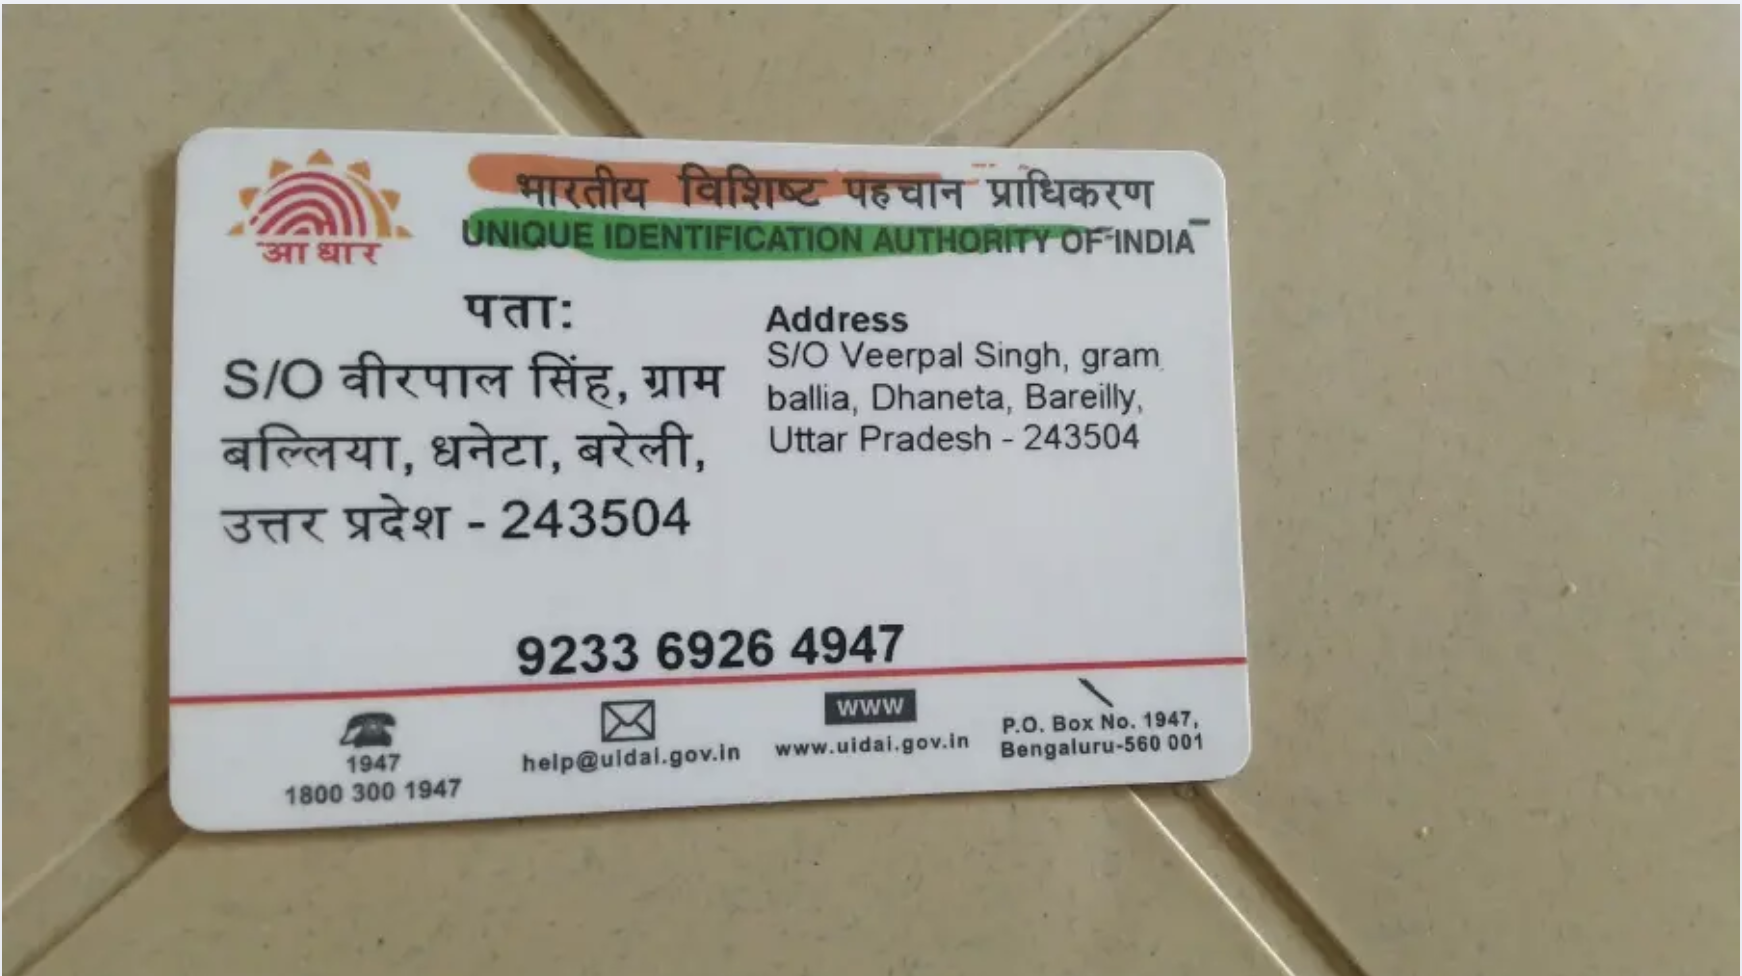 आधार
भारतीय विशिष्ट पहचान प्राधिकरण
UNIQUE IDENTIFICATION AUTHORITY OF INDIA
पता:
S/O वीरपाल सिंह, ग्राम
बल्लिया, धनेटा, बरेली,
उत्तर प्रदेश - 243504
Address
S/O Veerpal Singh, gram
ballia, Dhaneta, Bareilly,
Uttar Pradesh - 243504
9233 6926 4947
1947
1800 300 1947
help@uidai.gov.in
WWW
www.uidai.gov.in
P.O. Box No. 1947,
Bengaluru-560 001